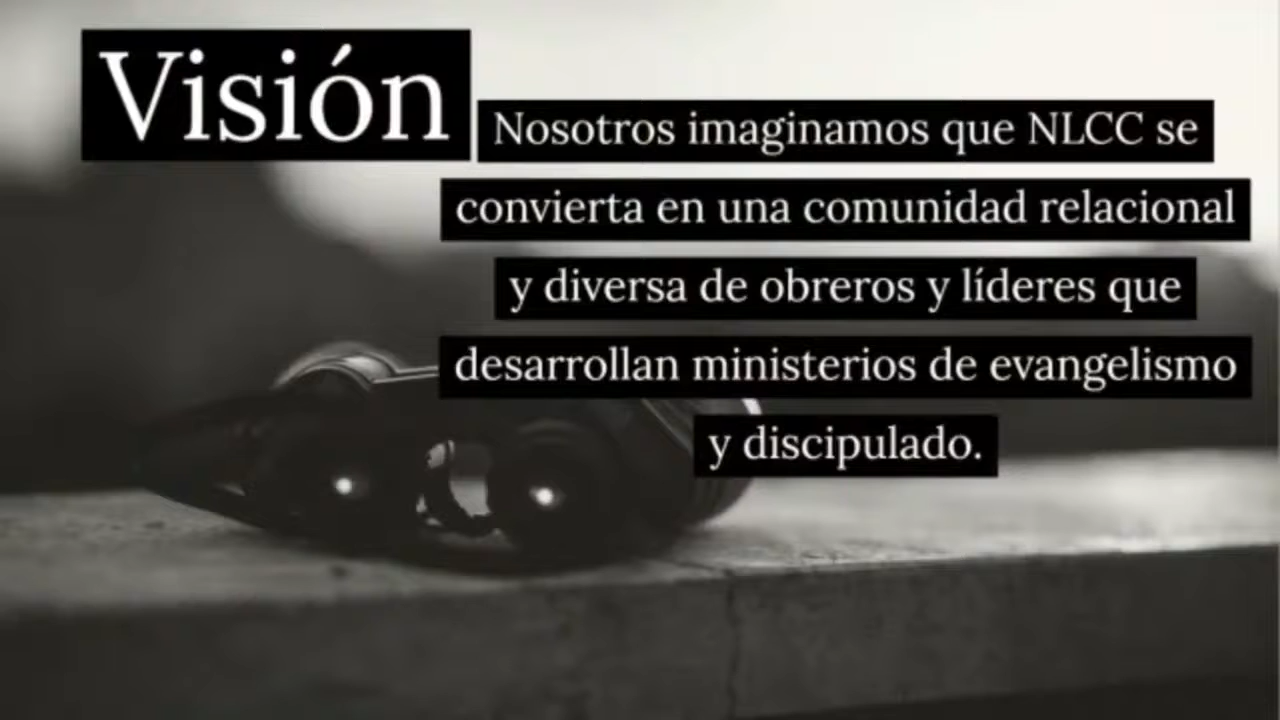 Visión
Nosotros imaginamos que NLCC se
convierta en una comunidad relacional
y diversa de obreros y líderes que
desarrollan ministerios de evangelismo
y discipulado.